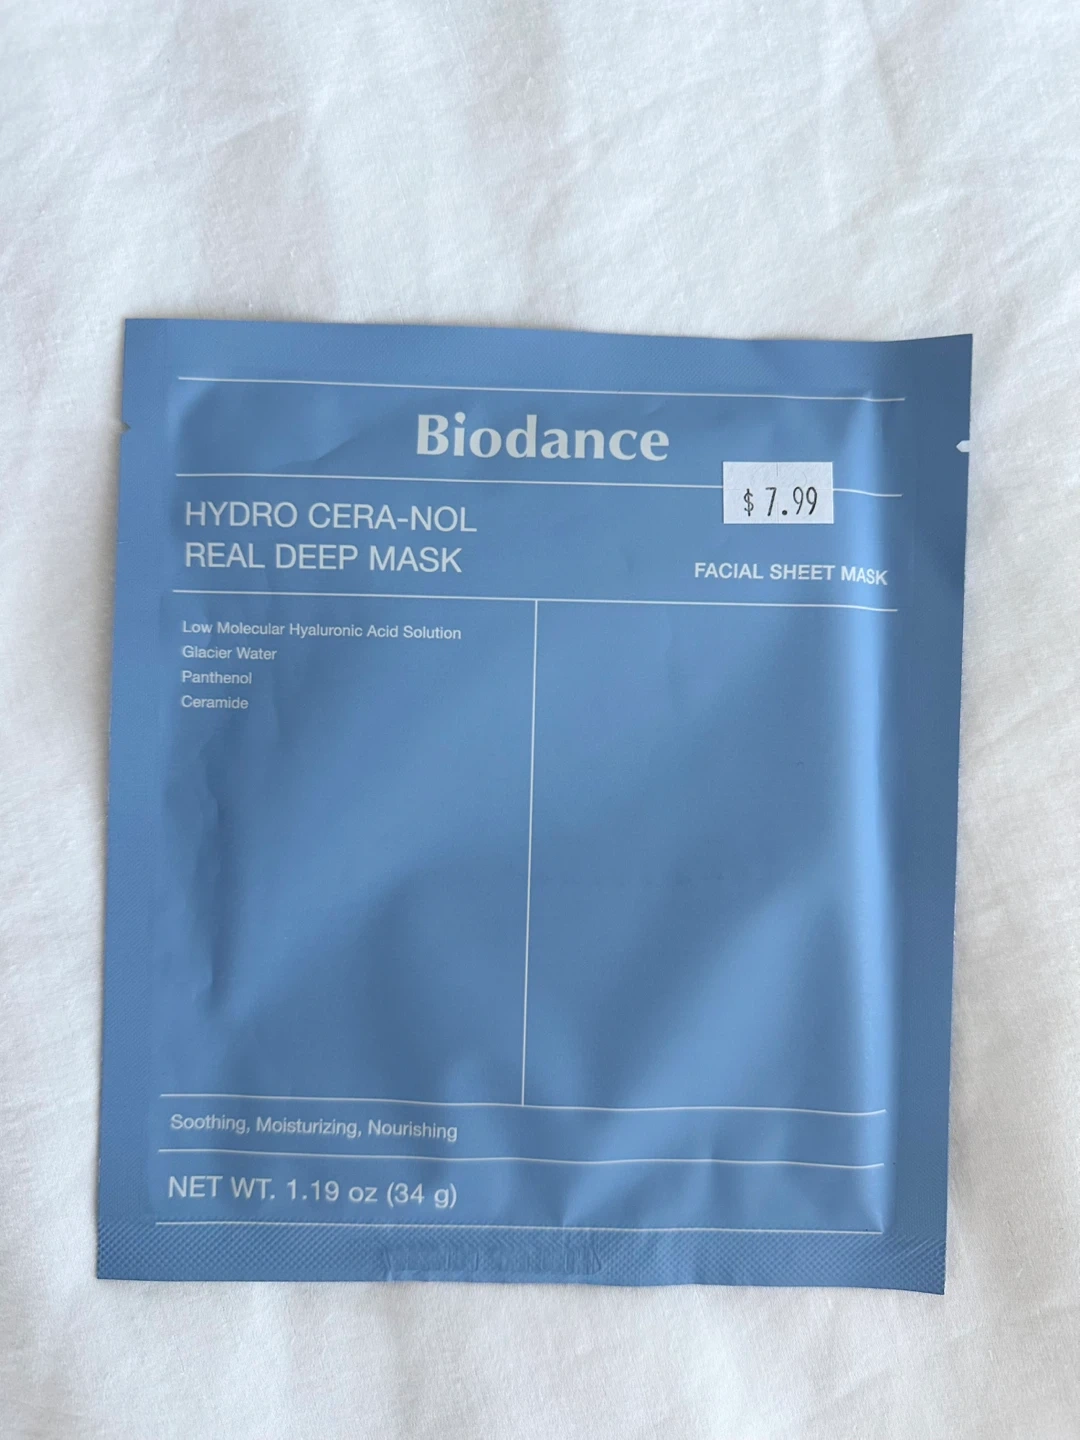 Biodance
$ 7.99
HYDRO CERA-NOL
REAL DEEP MASK
FACIAL SHEET MASK
Low Molecular Hyaluronic Acid Solution
Glacier Water
Panthenol
Ceramide
Soothing, Moisturizing, Nourishing
NET WT. 1.19 oz (34 g)